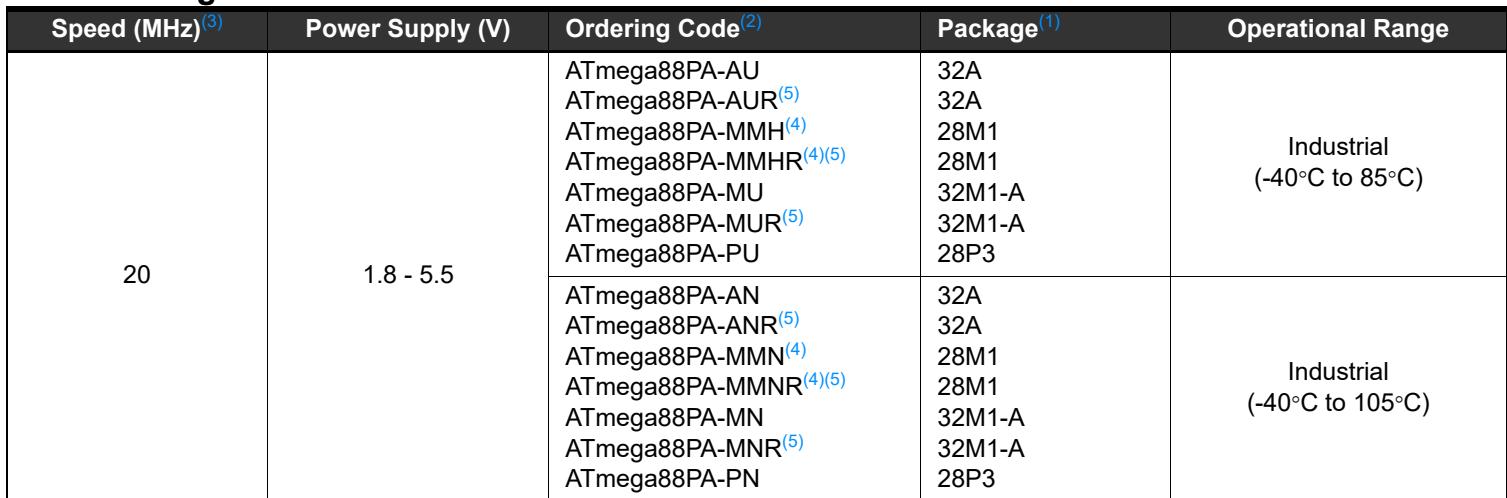 Speed (MHz)(3) Power Supply (V) Ordering Code(2) Package(1) Operational Range
20
1.8 - 5.5
ATmega88PA-AU 32A
ATmega88PA-AUR(5) 32A
ATmega88PA-MMH(4) 28M1
ATmega88PA-MMHR(4)(5) 28M1
ATmega88PA-MU 32M1-A
ATmega88PA-MUR(5) 32M1-A
ATmega88PA-PU 28P3
Industrial
(-40°C to 85°C)
ATmega88PA-AN 32A
ATmega88PA-ANR(5) 32A
ATmega88PA-MMN(4) 28M1
ATmega88PA-MMNR(4)(5) 28M1
ATmega88PA-MN 32M1-A
ATmega88PA-MNR(5) 32M1-A
ATmega88PA-PN 28P3
Industrial
(-40°C to 105°C)